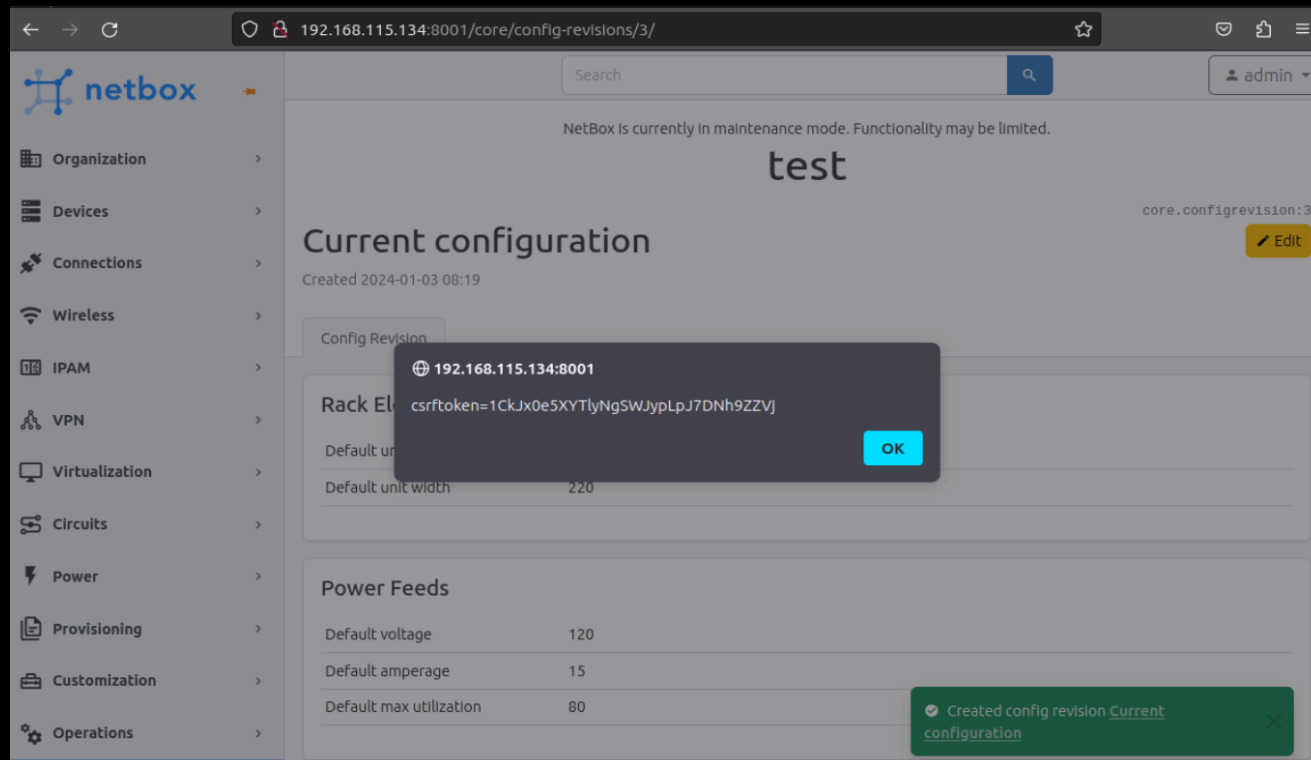 192.168.115.134:8001/core/config-revisions/3/
netbox
Search
admin
NetBox is currently in maintenance mode. Functionality may be limited.
test
core.configrevision:3
Current configuration
Edit
Created 2024-01-03 08:19
Config Revision
Organization
Devices
Connections
Wireless
IPAM
VPN
Virtualization
Circuits
Power
Provisioning
Customization
Operations
192.168.115.134:8001
csrftoken=1CkJx0e5XYTlyNgSWJypLpJ7DNh9ZZVj
OK
Rack El
Default un
Default unit width 220
Power Feeds
Default voltage 120
Default amperage 15
Default max utilization 80
Created config revision Current
configuration